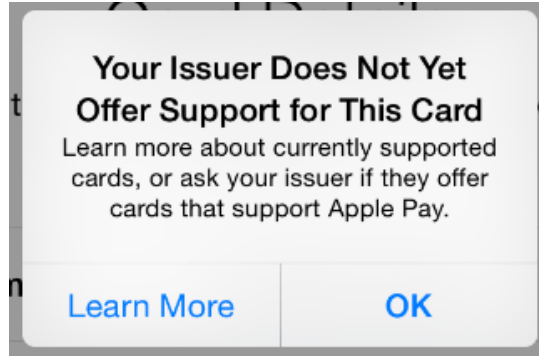 Your Issuer Does Not Yet
Offer Support for This Card
Learn more about currently supported
cards, or ask your issuer if they offer
cards that support Apple Pay.
Learn More
OK